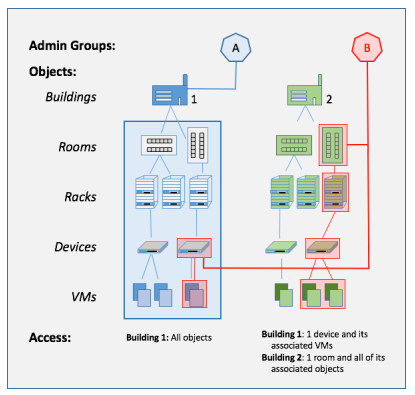 Admin Groups:
A
B
Objects:
Buildings
1
2
Rooms
Racks
Devices
VMs
Access:
Building 1: All objects
Building 1: 1 device and its
associated VMs
Building 2: 1 room and all of its
associated objects